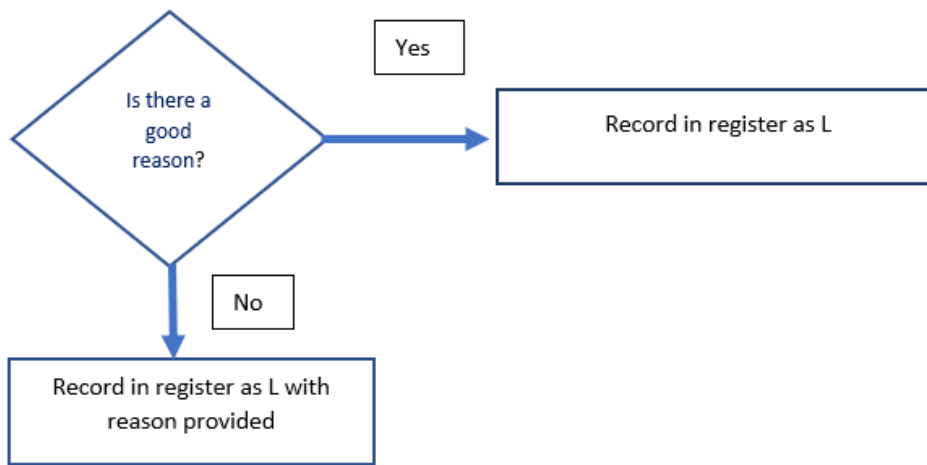 Yes
Is there a
good
reason?
Record in register as L
No
Record in register as L with
reason provided